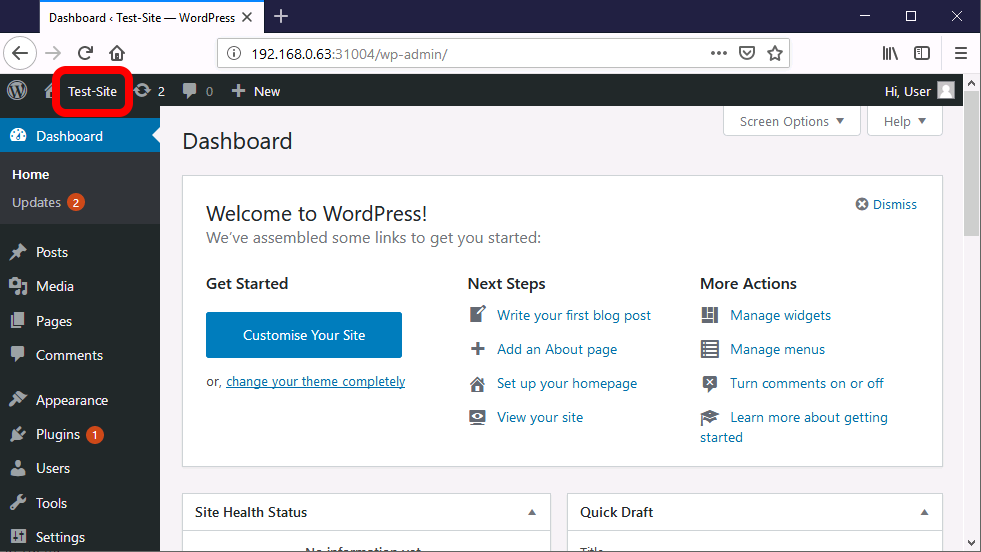 Dashboard ‹ Test-Site — WordPress
192.168.0.63:31004/wp-admin/
Test-Site 2 0 New Hi, User
Dashboard
Home
Updates 2
Posts
Media
Pages
Comments
Appearance
Plugins 1
Users
Tools
Settings
Screen Options Help
Dashboard
Welcome to WordPress!
Dismiss
We've assembled some links to get you started:
Get Started
Customise Your Site
or, change your theme completely
Next Steps
Write your first blog post
Add an About page
Set up your homepage
View your site
More Actions
Manage widgets
Manage menus
Turn comments on or off
Learn more about getting
started
Site Health Status
No information yet
Quick Draft
Title